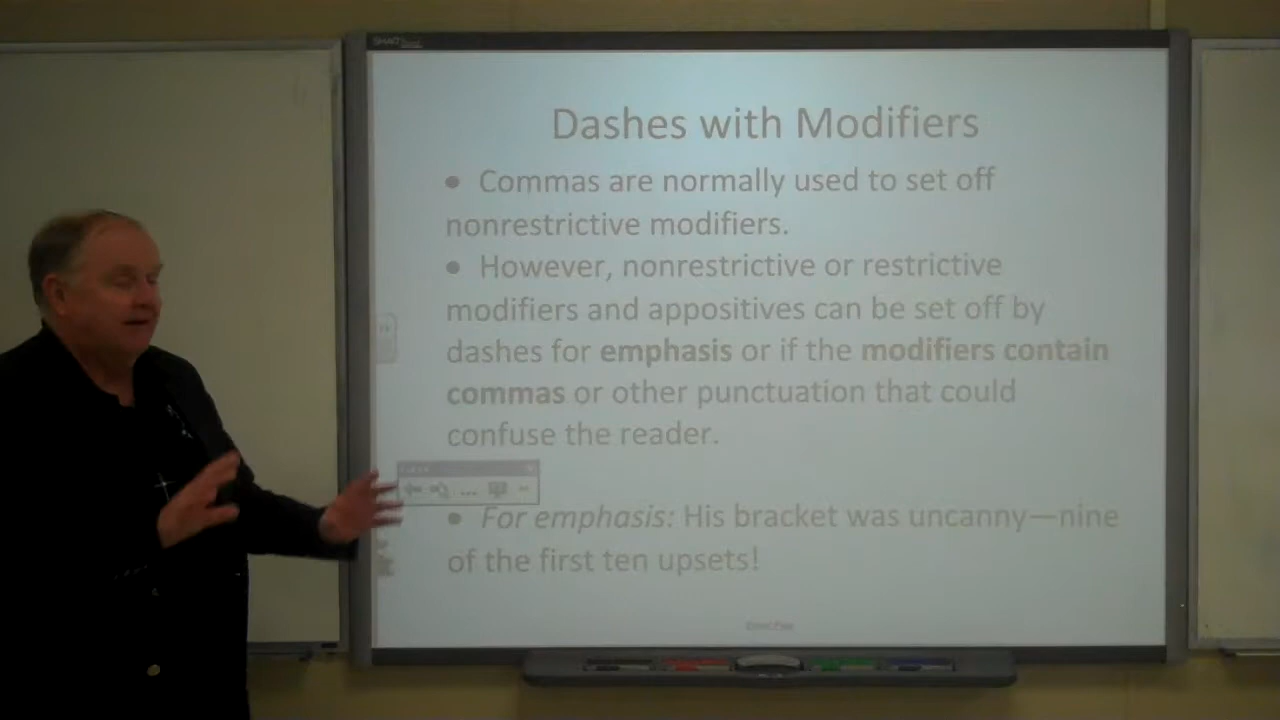 SMART Board
Dashes with Modifiers
• Commas are normally used to set off
nonrestrictive modifiers.
• However, nonrestrictive or restrictive
modifiers and appositives can be set off by
dashes for emphasis or if the modifiers contain
commas or other punctuation that could
confuse the reader.
• For emphasis: His bracket was uncanny—nine
of the first ten upsets!